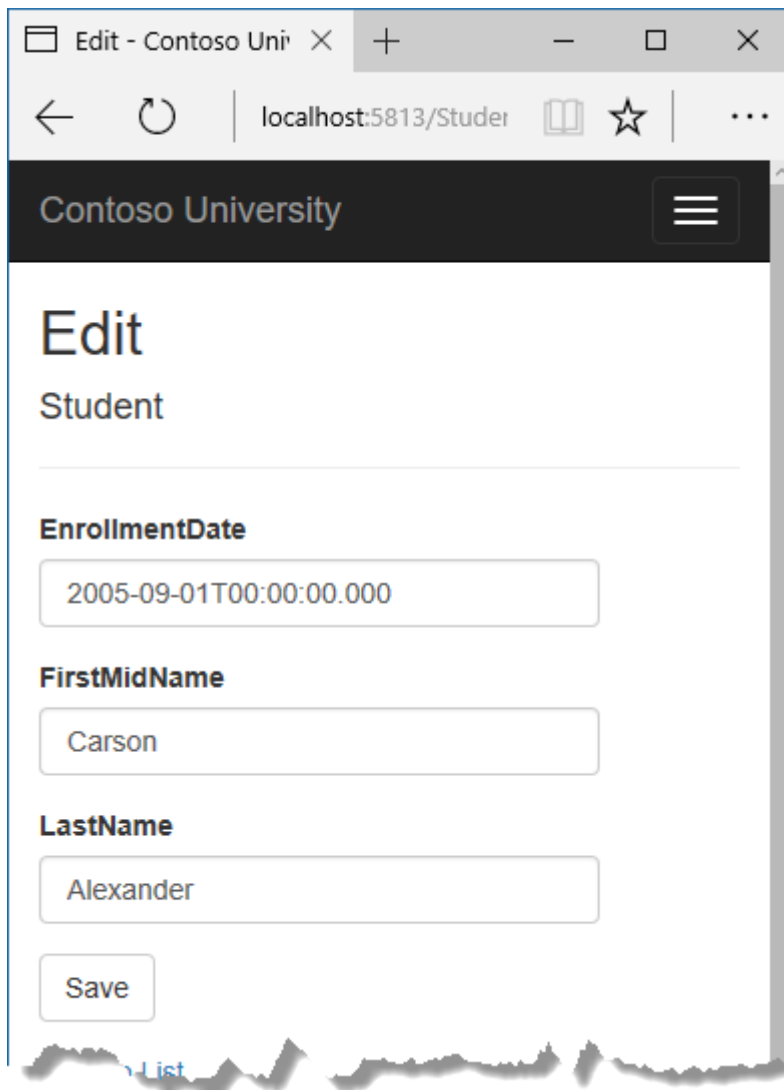 Edit - Contoso Uni
localhost:5813/Studer
Contoso University
Edit
Student
EnrollmentDate
2005-09-01T00:00:00.000
FirstMidName
Carson
LastName
Alexander
Save
List